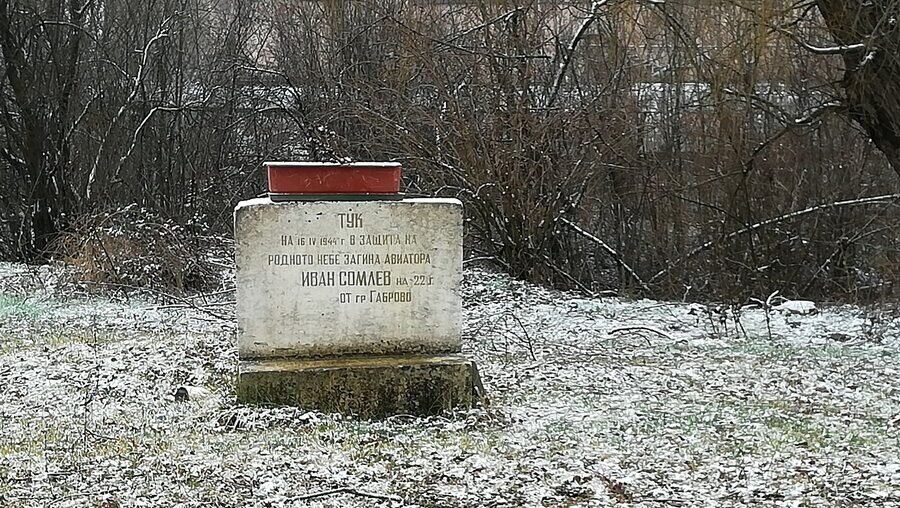 ТУК
НА 16 IV 1944 Г В ЗАЩИТА НА
РОДНОТО НЕБЕ ЗАГИНА АВИАТОРА
ИВАН СОМЛЕВ НА 22 Г
ОТ ГР ГАБРОВО